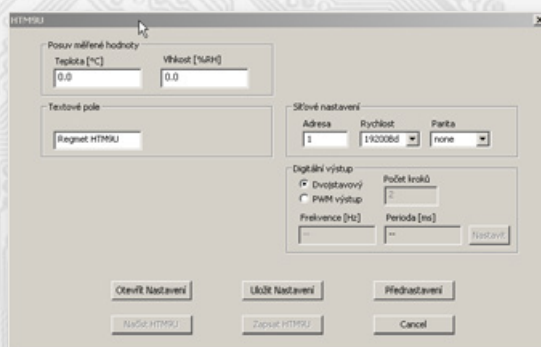 HTM9U
Posuv měřené hodnoty
Teplota [°C]
Vlhkost [%RH]
0.0
0.0
Textové pole
Regmet HTM9U
Síťové nastavení
Adresa
Rychlost
Parita
1
19200Bd
none
Digitální výstup
Dvojstavový
PWM výstup
Počet kroků
2
Frekvence [Hz]
Perioda [ms]
--
--
Nastavit
Otevřít Nastavení
Uložit Nastavení
Přednastavení
Načíst HTM9U
Zapsat HTM9U
Cancel